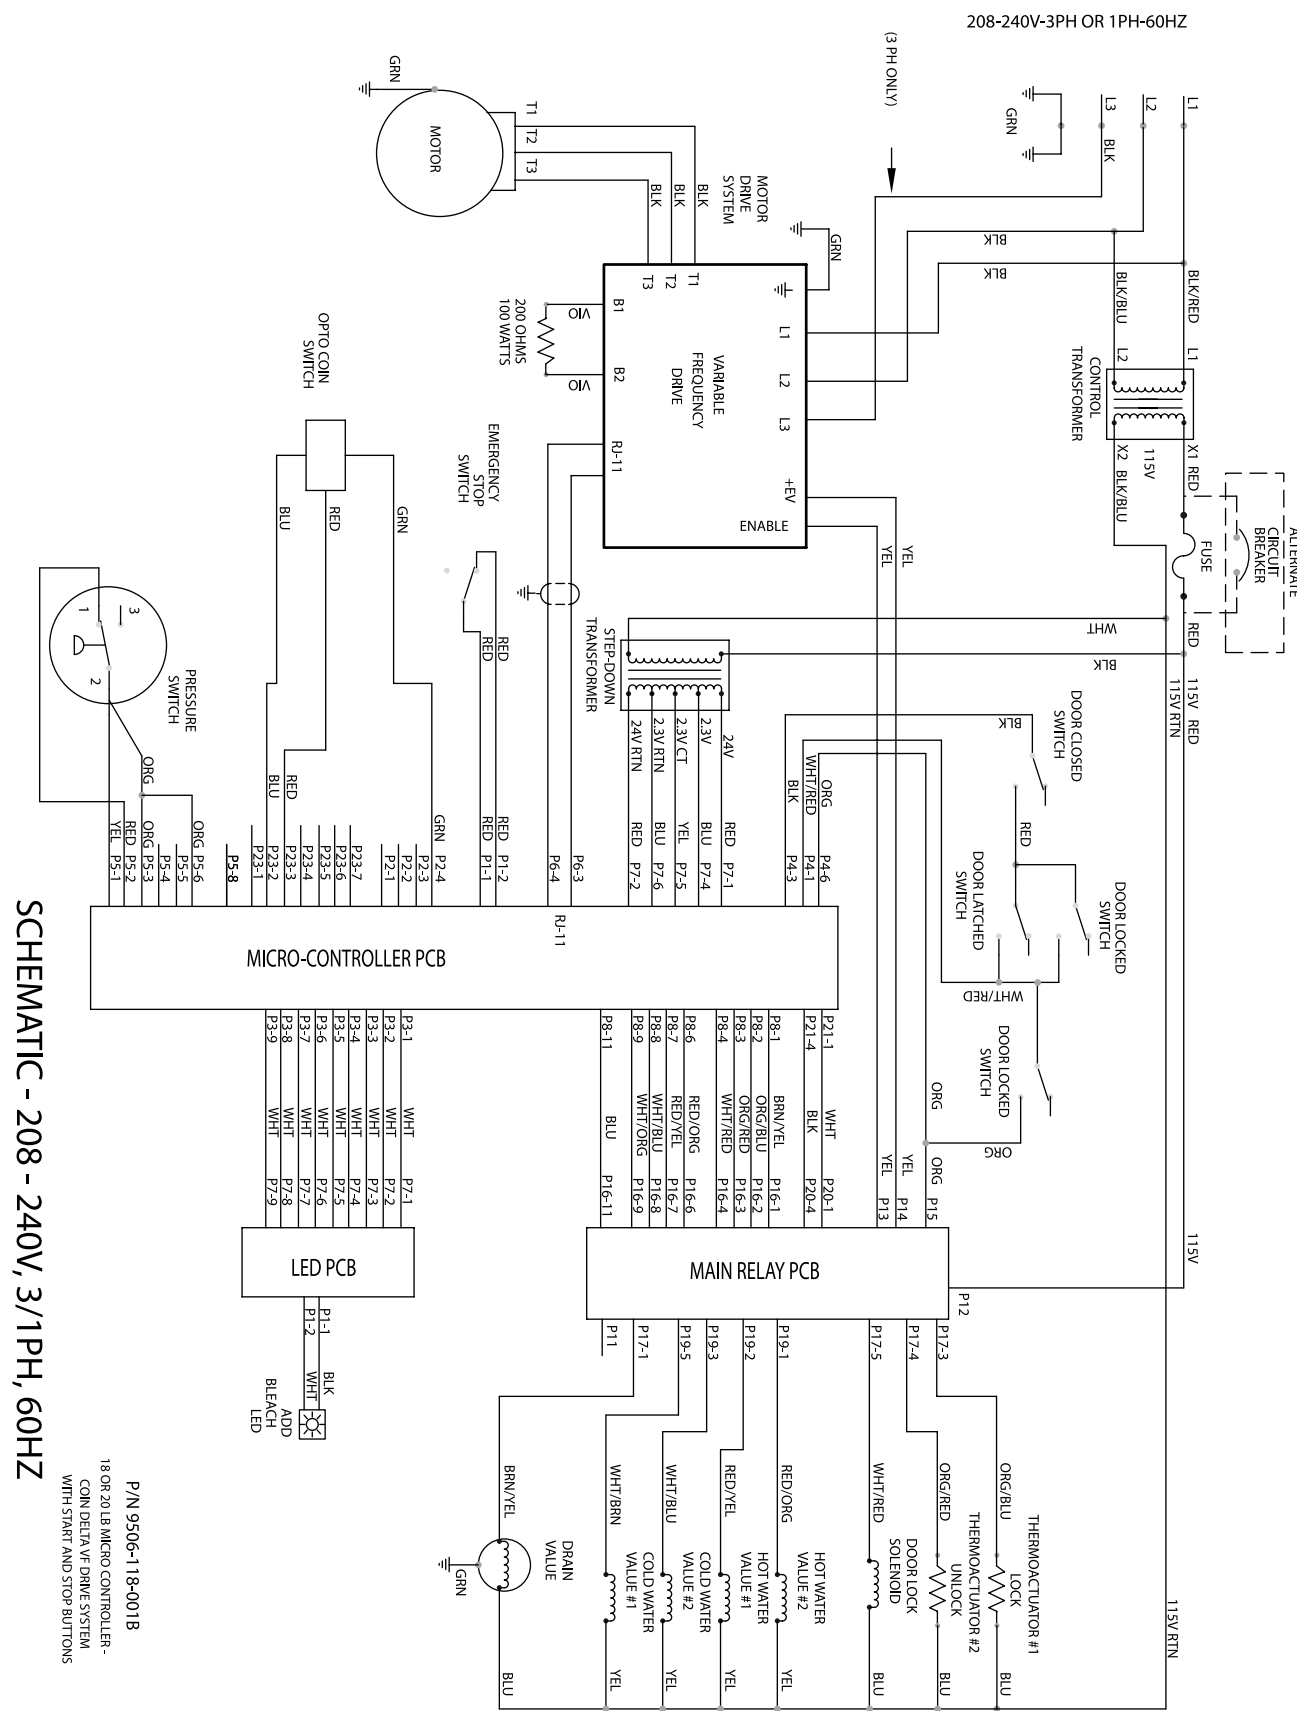 208-240V-3PH OR 1PH-60HZ
(3 PH ONLY)
L1
L2
L3
GRN
BLK
BLK
BLK
BLK/RED
BLK/BLU
L1
L2
CONTROL
TRANSFORMER
X1
X2
115V
RED
BLK/BLU
ALTERNATE
CIRCUIT
BREAKER
FUSE
RED
WHT
BLK
115V RED
115V RTN
GRN
MOTOR
T1
T2
T3
BLK
BLK
BLK
MOTOR
DRIVE
SYSTEM
GRN
T1
T2
T3
B1
B2
RJ-11
L1
L2
L3
+EV
ENABLE
VARIABLE
FREQUENCY
DRIVE
VIO
VIO
200 OHMS
100 WATTS
YEL
YEL
OPTO COIN
SWITCH
BLU
RED
GRN
EMERGENCY
STOP
SWITCH
RED
RED
STEP-DOWN
TRANSFORMER
24V
2.3V
2.3V CT
2.3V RTN
24V RTN
PRESSURE
SWITCH
1
2
3
ORG
BLU
RED
DOOR CLOSED
SWITCH
BLK
RED
DOOR LATCHED
SWITCH
DOOR LOCKED
SWITCH
WHT/RED
DOOR LOCKED
SWITCH
ORG
ORG
ORG
YEL P5-1
RED P5-2
ORG P5-3
P5-4
P5-5
ORG P5-6
P5-8
P23-1
P23-2
P23-3
P23-4
P23-5
P23-6
P23-7
P2-1
P2-2
P2-3
GRN P2-4
RED P1-1
RED P1-2
P6-4
P6-3
RED P7-2
BLU P7-6
YEL P7-5
BLU P7-4
RED P7-1
BLK P4-3
WHT/RED P4-1
ORG P4-6
MICRO-CONTROLLER PCB
RJ-11
P3-9 WHT P7-9
P3-8 WHT P7-8
P3-7 WHT P7-7
P3-6 WHT P7-6
P3-5 WHT P7-5
P3-4 WHT P7-4
P3-3 WHT P7-3
P3-2 WHT P7-2
P3-1 WHT P7-1
P8-11 BLU P16-11
P8-9 WHT/ORG P16-9
P8-8 WHT/BLU P16-8
P8-7 RED/YEL P16-7
P8-6 RED/ORG P16-6
P8-4 WHT/RED P16-4
P8-3 ORG/RED P16-3
P8-2 ORG/BLU P16-2
P8-1 BRN/YEL P16-1
P21-4 BLK P20-4
P21-1 WHT P20-1
YEL P13
YEL P14
P15
LED PCB
P1-1 BLK
P1-2 WHT
ADD
BLEACH
LED
MAIN RELAY PCB
115V
P12
P11
P17-1
P19-5
P19-3
P19-2
P19-1
P17-5
P17-4
P17-3
BRN/YEL
DRAIN
VALUE
GRN
BLU
WHT/BRN
COLD WATER
VALUE #1
YEL
WHT/BLU
COLD WATER
VALUE #2
YEL
RED/YEL
HOT WATER
VALUE #1
YEL
RED/ORG
HOT WATER
VALUE #2
YEL
WHT/RED
DOOR LOCK
SOLENOID
BLU
ORG/RED
THERMOACTUATOR #2
UNLOCK
BLU
ORG/BLU
THERMOACTUATOR #1
LOCK
BLU
115V RTN
SCHEMATIC - 208 - 240V, 3/1PH, 60HZ
P/N 9506-118-001B
18 OR 20 LB MICRO CONTROLLER -
COIN DELTA VF DRIVE SYSTEM
WITH START AND STOP BUTTONS